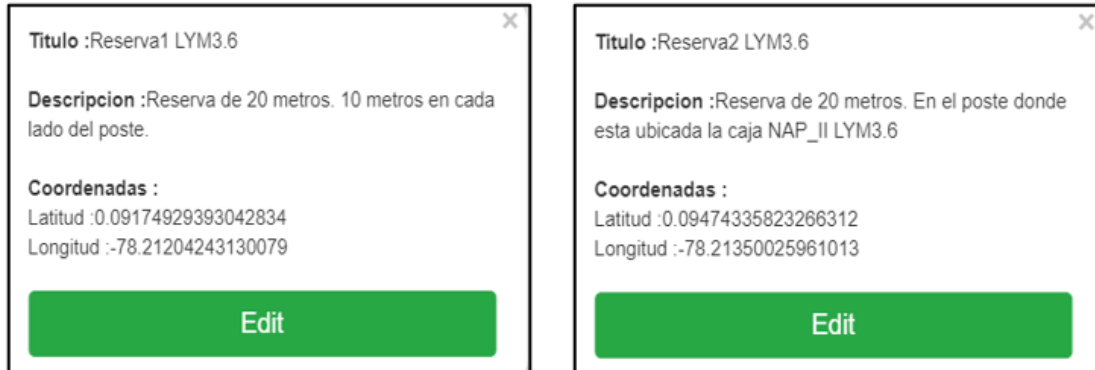 Titulo :Reserva1 LYM3.6
Descripcion :Reserva de 20 metros. 10 metros en cada
lado del poste.
Coordenadas :
Latitud :0.09174929393042834
Longitud :-78.21204243130079
Edit
Titulo :Reserva2 LYM3.6
Descripcion :Reserva de 20 metros. En el poste donde
esta ubicada la caja NAP_II LYM3.6
Coordenadas :
Latitud :0.09474335823266312
Longitud :-78.21350025961013
Edit